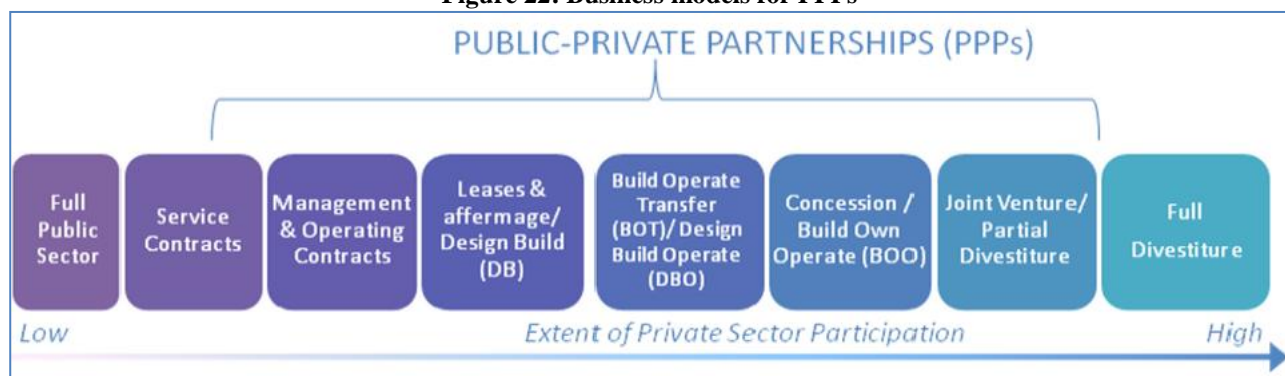 Figure 22: Business models for PPPs
PUBLIC-PRIVATE PARTNERSHIPS (PPPs)
Full
Public
Sector
Service
Contracts
Management
& Operating
Contracts
Leases &
affermage/
Design Build
(DB)
Build Operate
Transfer
(BOT)/ Design
Build Operate
(DBO)
Concession /
Build Own
Operate (BOO)
Joint Venture/
Partial
Divestiture
Full
Divestiture
Low
Extent of Private Sector Participation
High